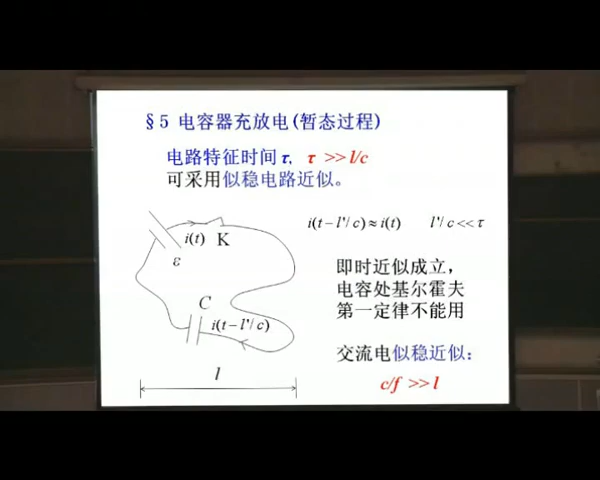 §5 电容器充放电(暂态过程)
电路特征时间τ, τ >> l/c
可采用似稳电路近似。
i(t) K
ε
i(t−l'/c)≈i(t) l'/c<<τ
即时近似成立，
电容处基尔霍夫
第一定律不能用
C
i(t−l'/c)
交流电似稳近似：
l
c/f >> l